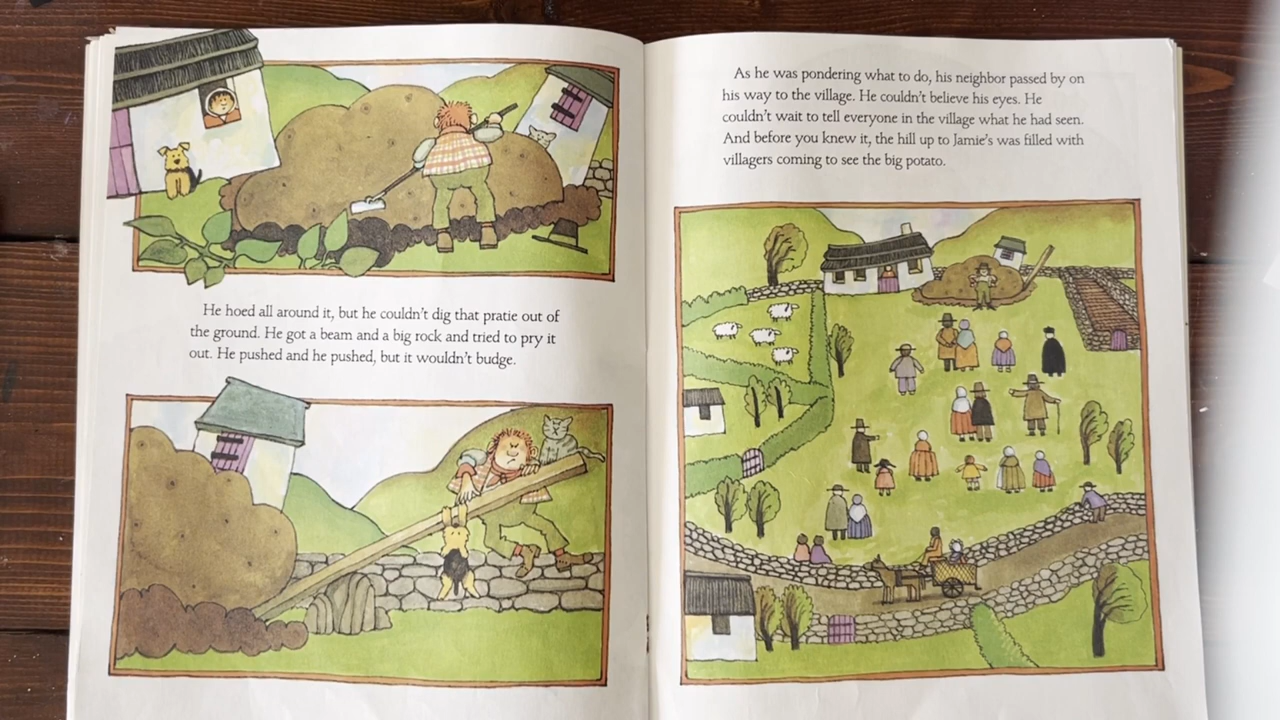 He hoed all around it, but he couldn't dig that pratie out of
the ground. He got a beam and a big rock and tried to pry it
out. He pushed and he pushed, but it wouldn't budge.
As he was pondering what to do, his neighbor passed by on
his way to the village. He couldn't believe his eyes. He
couldn't wait to tell everyone in the village what he had seen.
And before you knew it, the hill up to Jamie's was filled with
villagers coming to see the big potato.